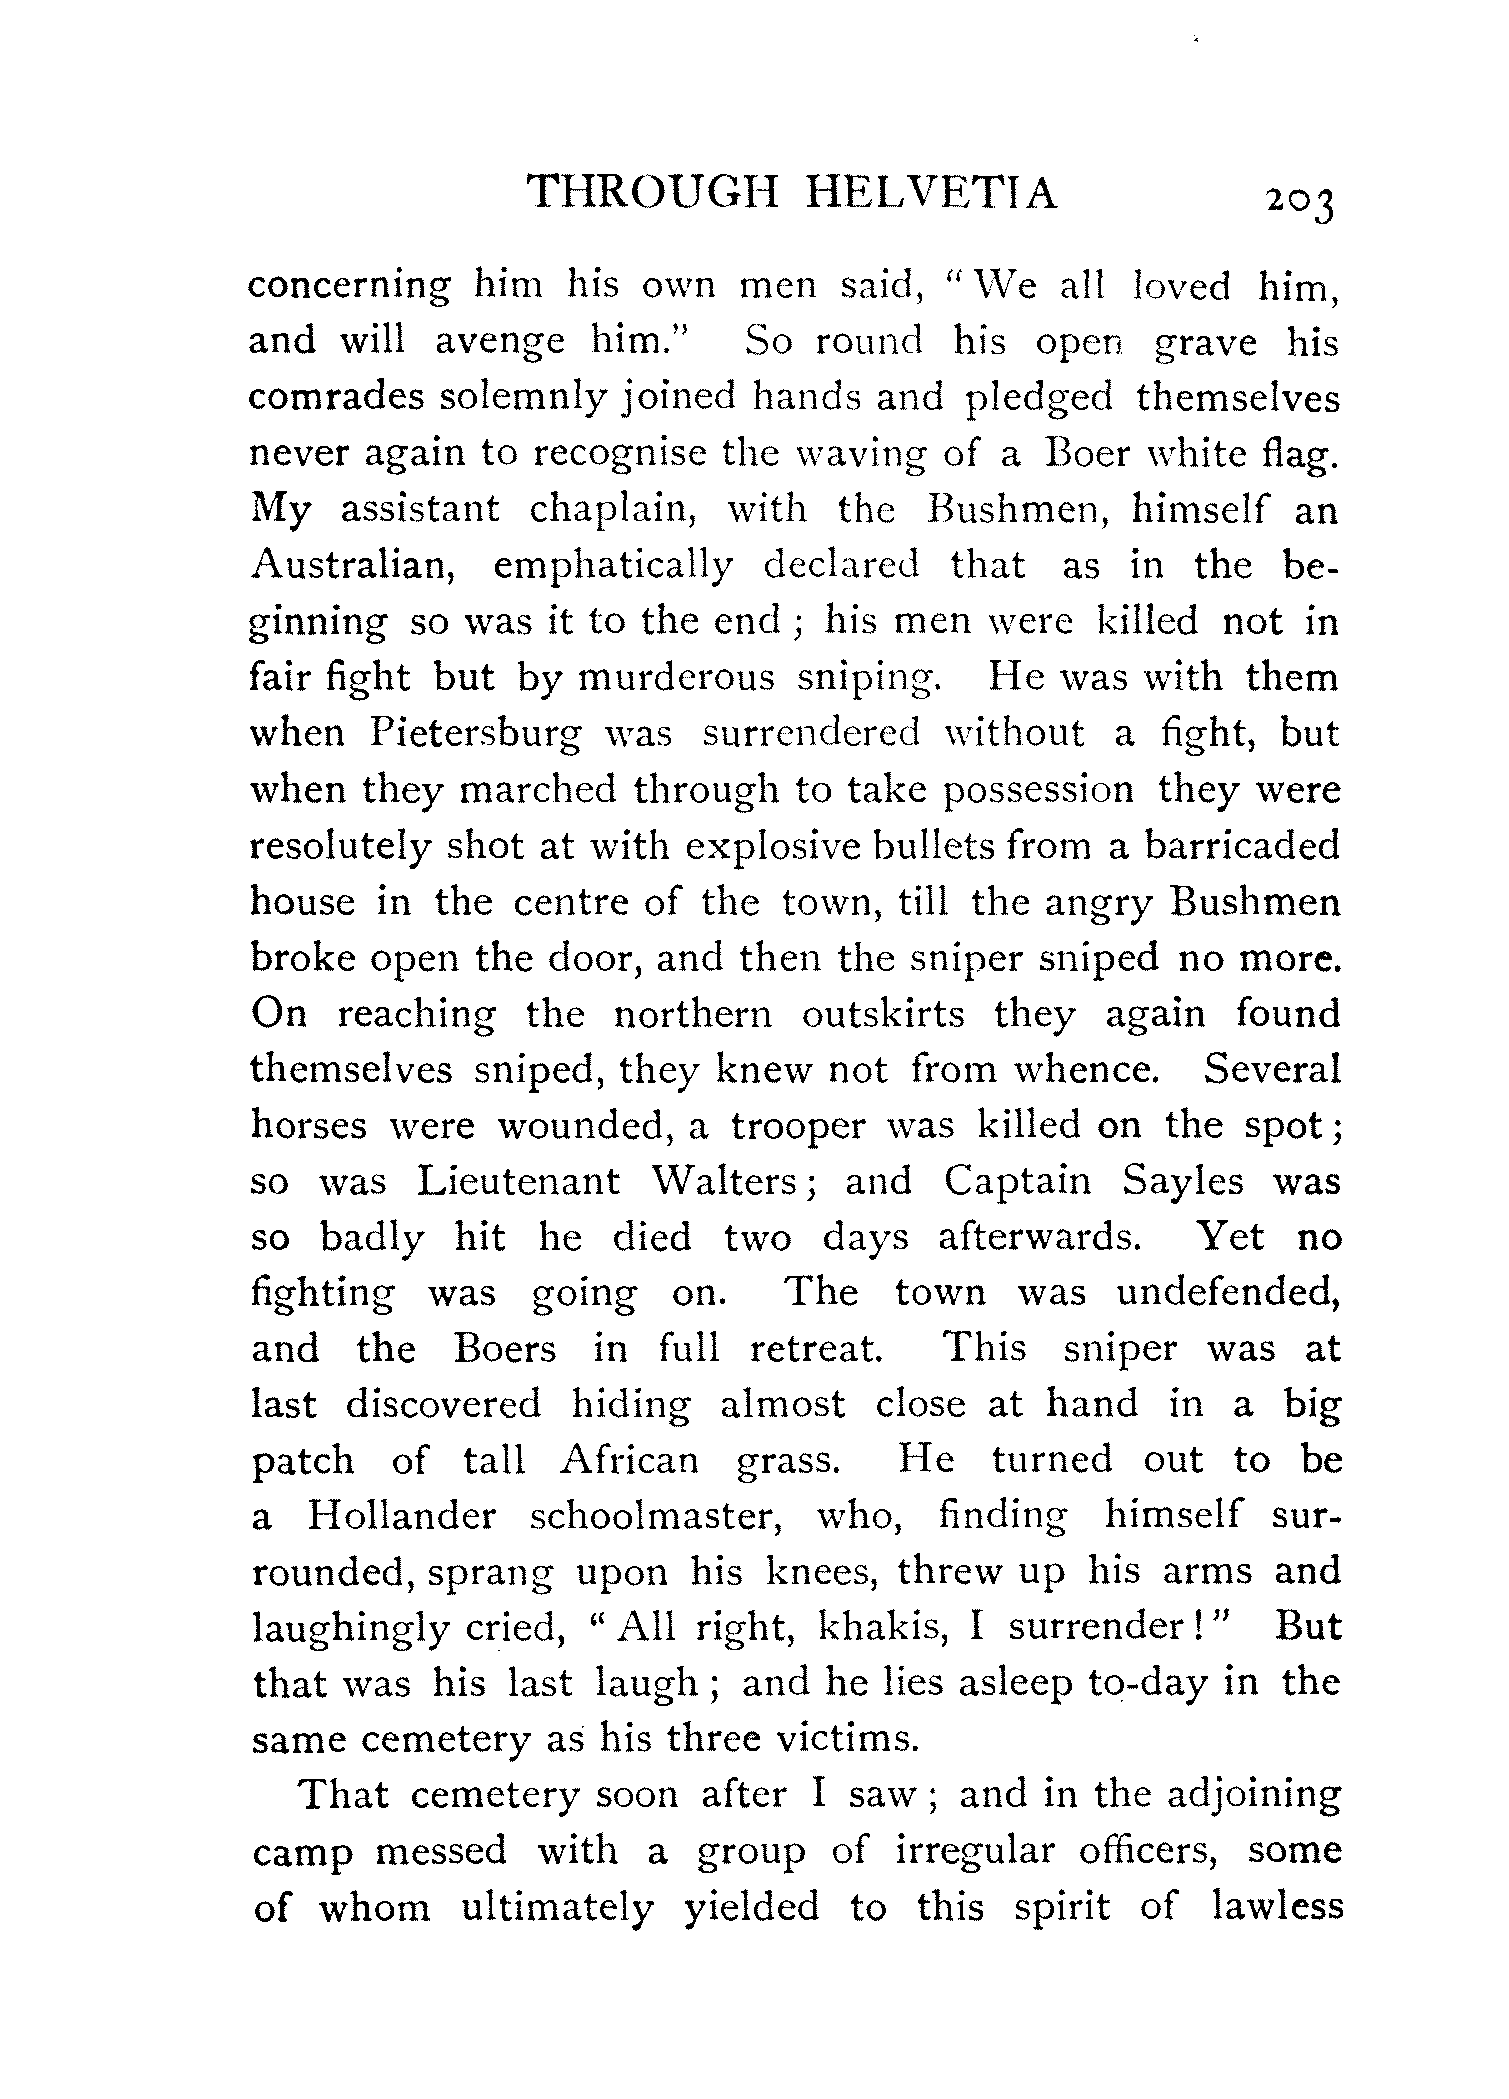 THROUGH HELVETIA 203
concerning him his own men said, “ We all loved him,
and will avenge him.” So round his open grave his
comrades solemnly joined hands and pledged themselves
never again to recognise the waving of a Boer white flag.
My assistant chaplain, with the Bushmen, himself an
Australian, emphatically declared that as in the be-
ginning so was it to the end ; his men were killed not in
fair fight but by murderous sniping. He was with them
when Pietersburg was surrendered without a fight, but
when they marched through to take possession they were
resolutely shot at with explosive bullets from a barricaded
house in the centre of the town, till the angry Bushmen
broke open the door, and then the sniper sniped no more.
On reaching the northern outskirts they again found
themselves sniped, they knew not from whence. Several
horses were wounded, a trooper was killed on the spot ;
so was Lieutenant Walters ; and Captain Sayles was
so badly hit he died two days afterwards. Yet no
fighting was going on. The town was undefended,
and the Boers in full retreat. This sniper was at
last discovered hiding almost close at hand in a big
patch of tall African grass. He turned out to be
a Hollander schoolmaster, who, finding himself sur-
rounded, sprang upon his knees, threw up his arms and
laughingly cried, “ All right, khakis, I surrender ! ” But
that was his last laugh ; and he lies asleep to-day in the
same cemetery as his three victims.
That cemetery soon after I saw ; and in the adjoining
camp messed with a group of irregular officers, some
of whom ultimately yielded to this spirit of lawless